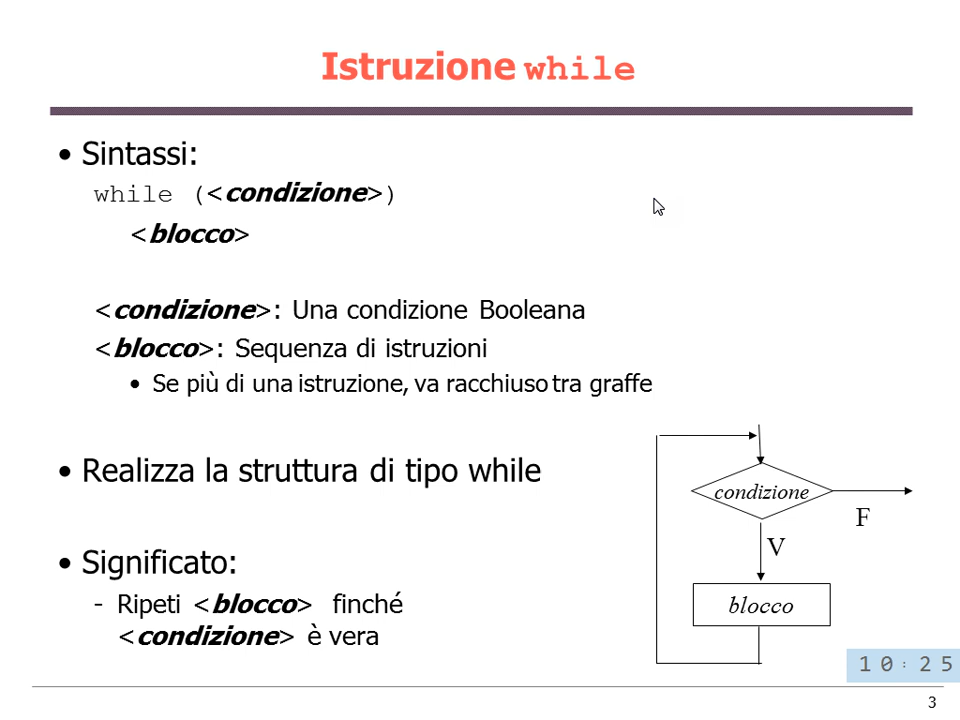 Istruzione while
• Sintassi:
while (<condizione>)
<blocco>
<condizione>: Una condizione Booleana
<blocco>: Sequenza di istruzioni
• Se più di una istruzione, va racchiuso tra graffe
• Realizza la struttura di tipo while
• Significato:
- Ripeti <blocco> finché
<condizione> è vera
condizione
F
V
blocco
10:25
3